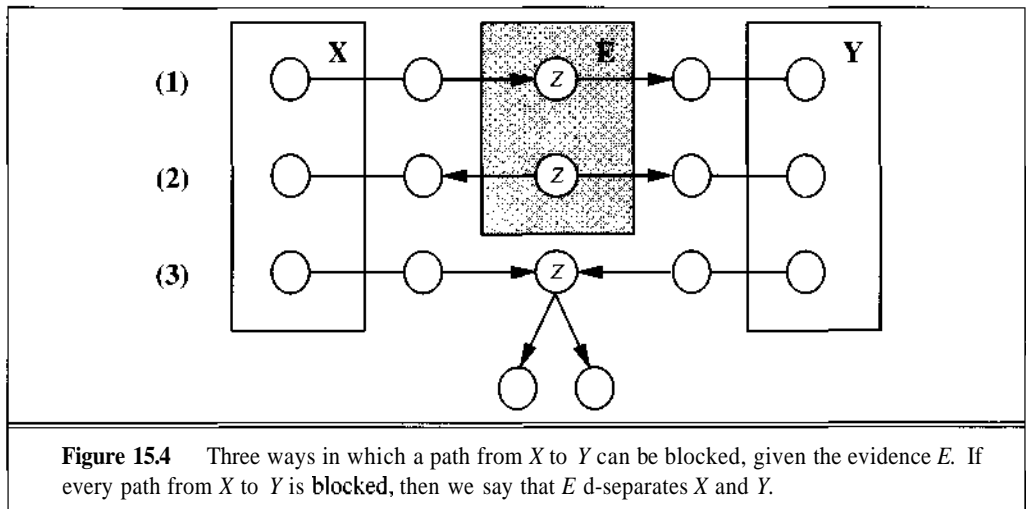 X E Y
(1) Z
(2) Z
(3) Z
Figure 15.4 Three ways in which a path from X to Y can be blocked, given the evidence E. If
every path from X to Y is blocked, then we say that E d-separates X and Y.